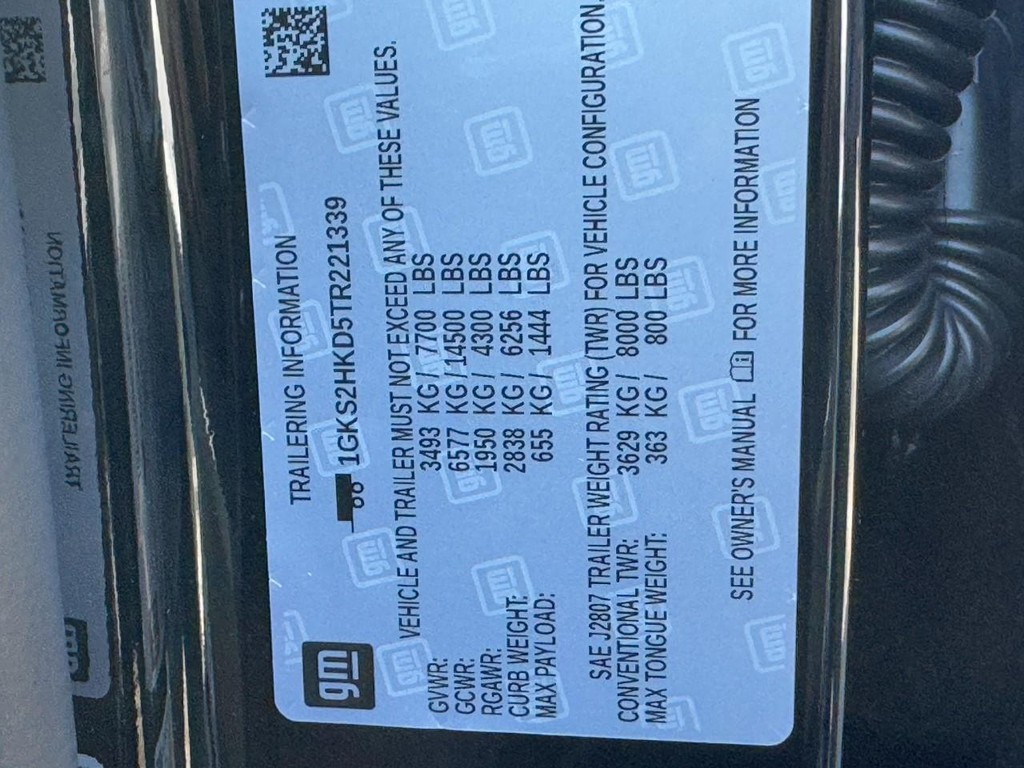 gm
TRAILERING INFORMATION
1GKS2HKD5TR221339
VEHICLE AND TRAILER MUST NOT EXCEED ANY OF THESE VALUES.
GVWR: 3493 KG / 7700 LBS
GCWR: 6577 KG / 14500 LBS
RGAWR: 1950 KG / 4300 LBS
CURB WEIGHT: 2838 KG / 6256 LBS
MAX PAYLOAD: 655 KG / 1444 LBS
SAE J2807 TRAILER WEIGHT RATING (TWR) FOR VEHICLE CONFIGURATION.
CONVENTIONAL TWR: 3629 KG / 8000 LBS
MAX TONGUE WEIGHT: 363 KG / 800 LBS
SEE OWNER'S MANUAL FOR MORE INFORMATION
TRAILERING INFORMATION